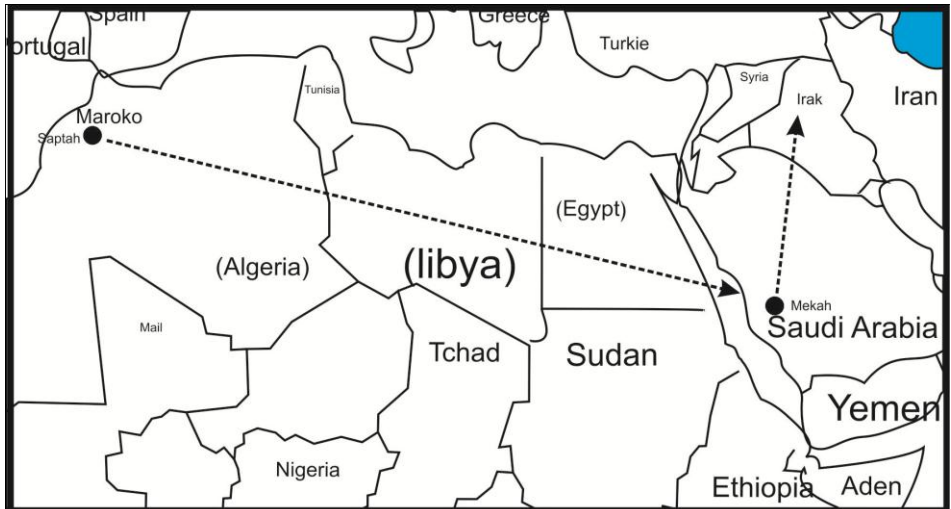 Spain
Greece
ortugal
Turkie
Syria
Iran
Tunisia
Irak
Maroko
Saptah
(Egypt)
(Algeria)
(libya)
Mekah
Saudi Arabia
Mail
Tchad
Sudan
Yemen
Nigeria
Ethiopia
Aden